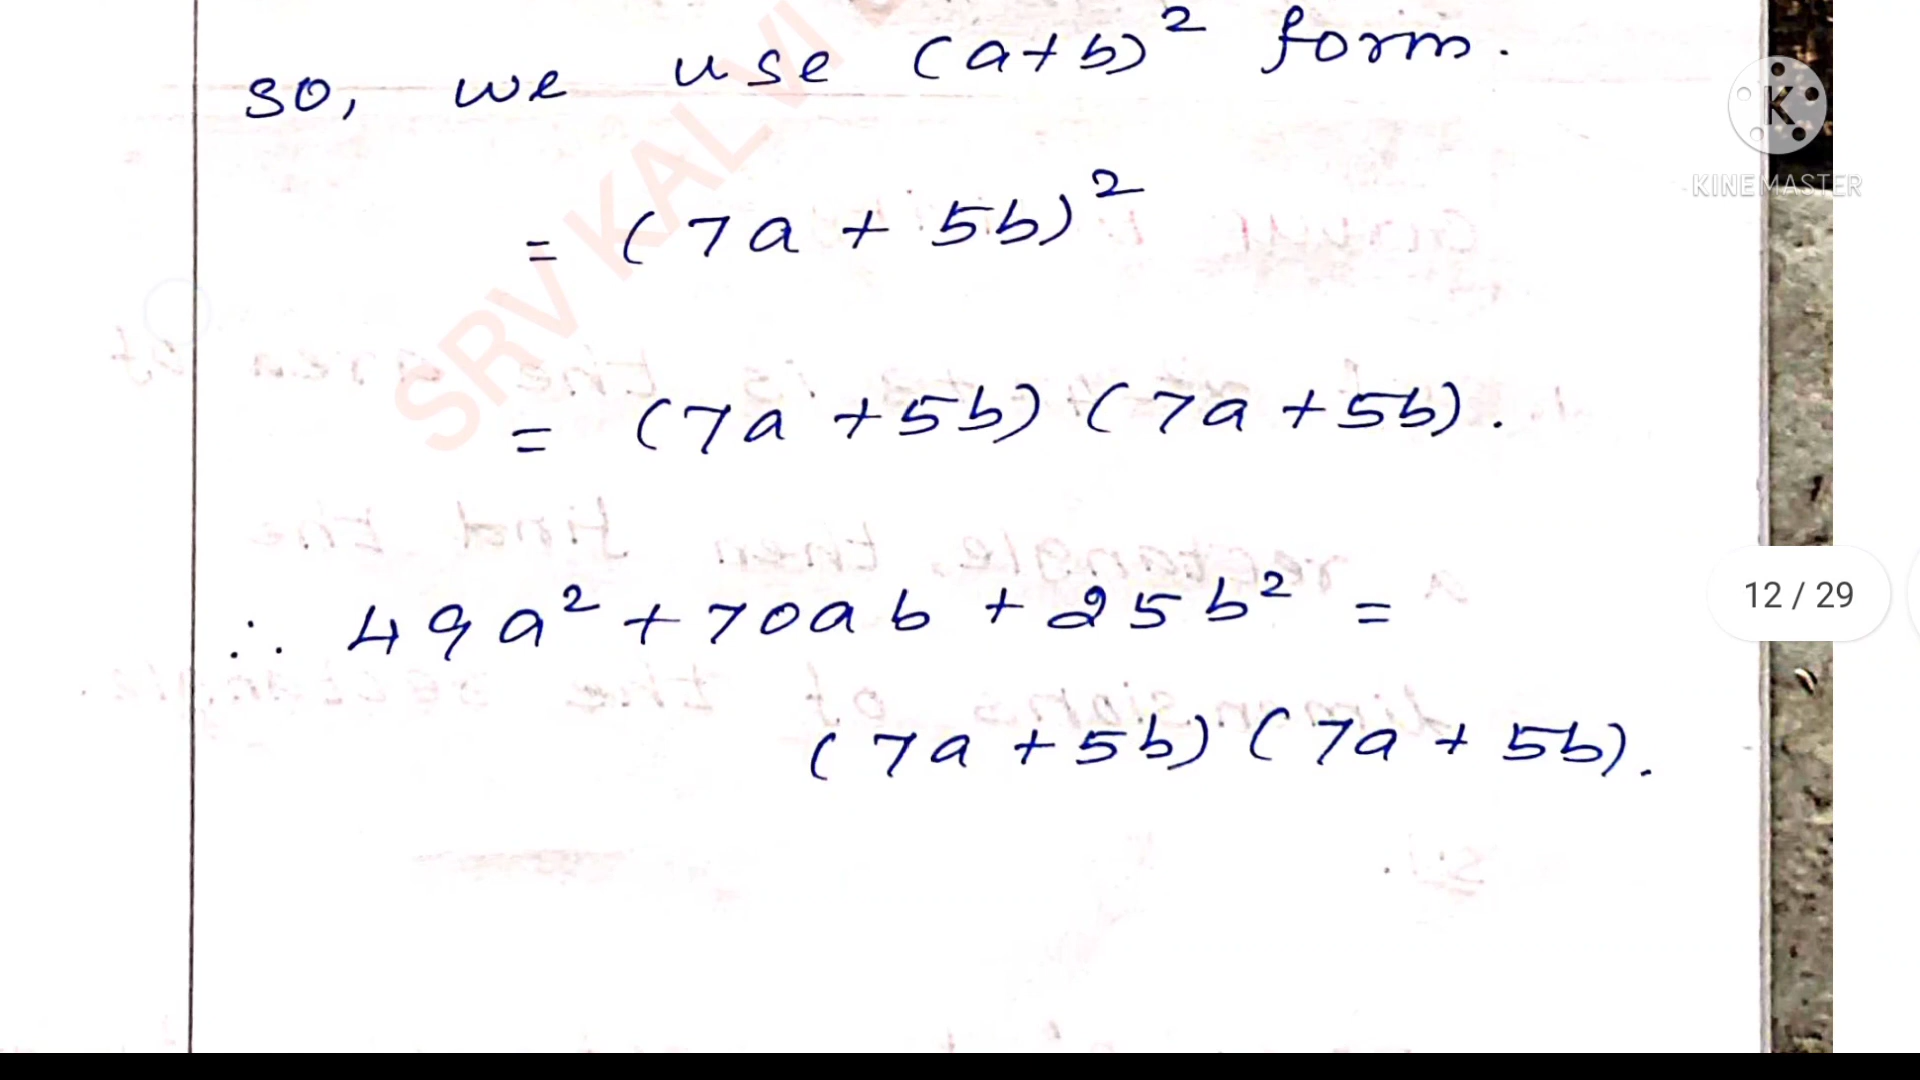 so, we use (a+b)² form.
KINEMASTER
= (7a + 5b)²
SRV KALVI
= (7a + 5b) (7a + 5b).
∴ 49a² + 70ab + 25b² =
12 / 29
(7a + 5b) (7a + 5b).